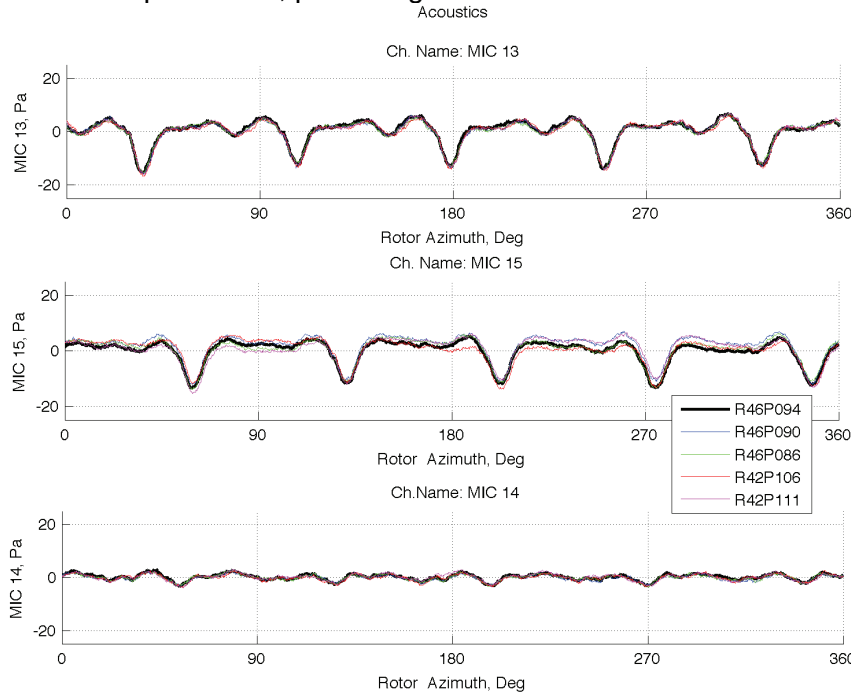 Acoustics
Ch. Name: MIC 13
MIC 13, Pa
20
0
-20
0 90 180 270 360
Rotor Azimuth, Deg
Ch. Name: MIC 15
MIC 15, Pa
20
0
-20
0 90 180 270 360
Rotor Azimuth, Deg
R46P094
R46P090
R46P086
R42P106
R42P111
Ch.Name: MIC 14
MIC 14, Pa
20
0
-20
0 90 180 270 360
Rotor Azimuth, Deg